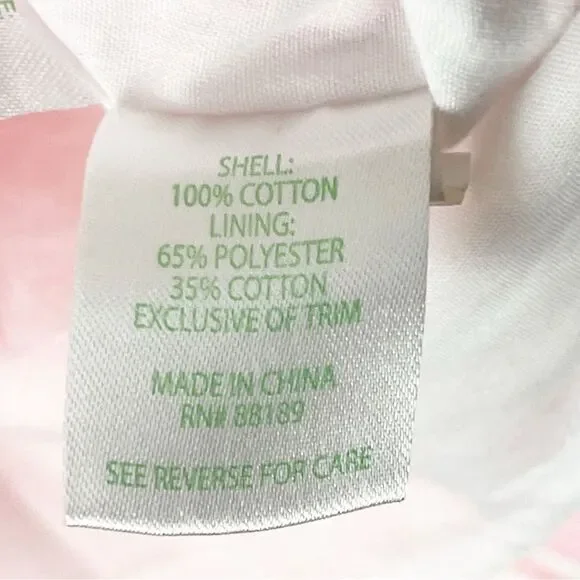 SHELL:
100% COTTON
LINING:
65% POLYESTER
35% COTTON
EXCLUSIVE OF TRIM
MADE IN CHINA
RN# 88189
SEE REVERSE FOR CARE